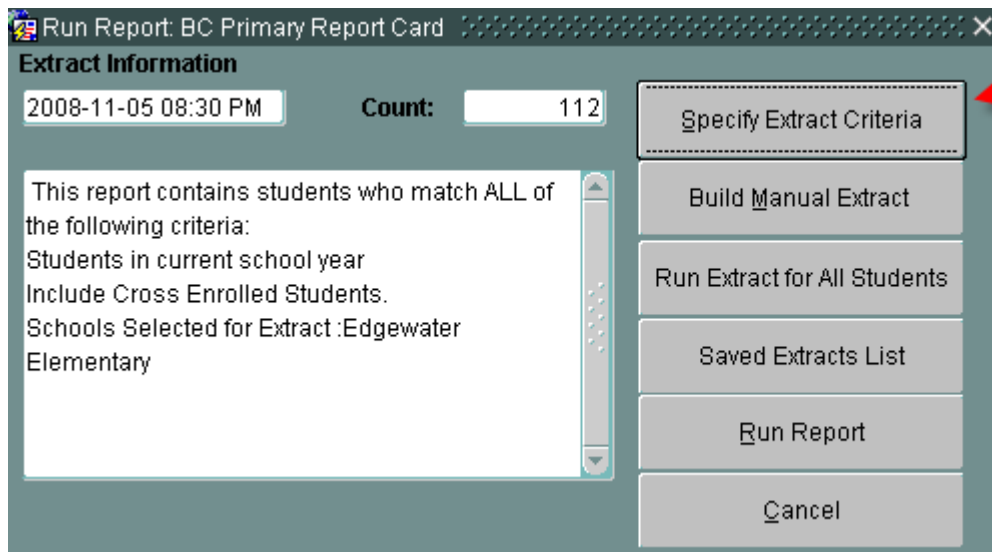 Run Report: BC Primary Report Card
Extract Information
2008-11-05 08:30 PM Count: 112
Specify Extract Criteria
This report contains students who match ALL of
the following criteria:
Students in current school year
Include Cross Enrolled Students.
Schools Selected for Extract :Edgewater
Elementary
Build Manual Extract
Run Extract for All Students
Saved Extracts List
Run Report
Cancel